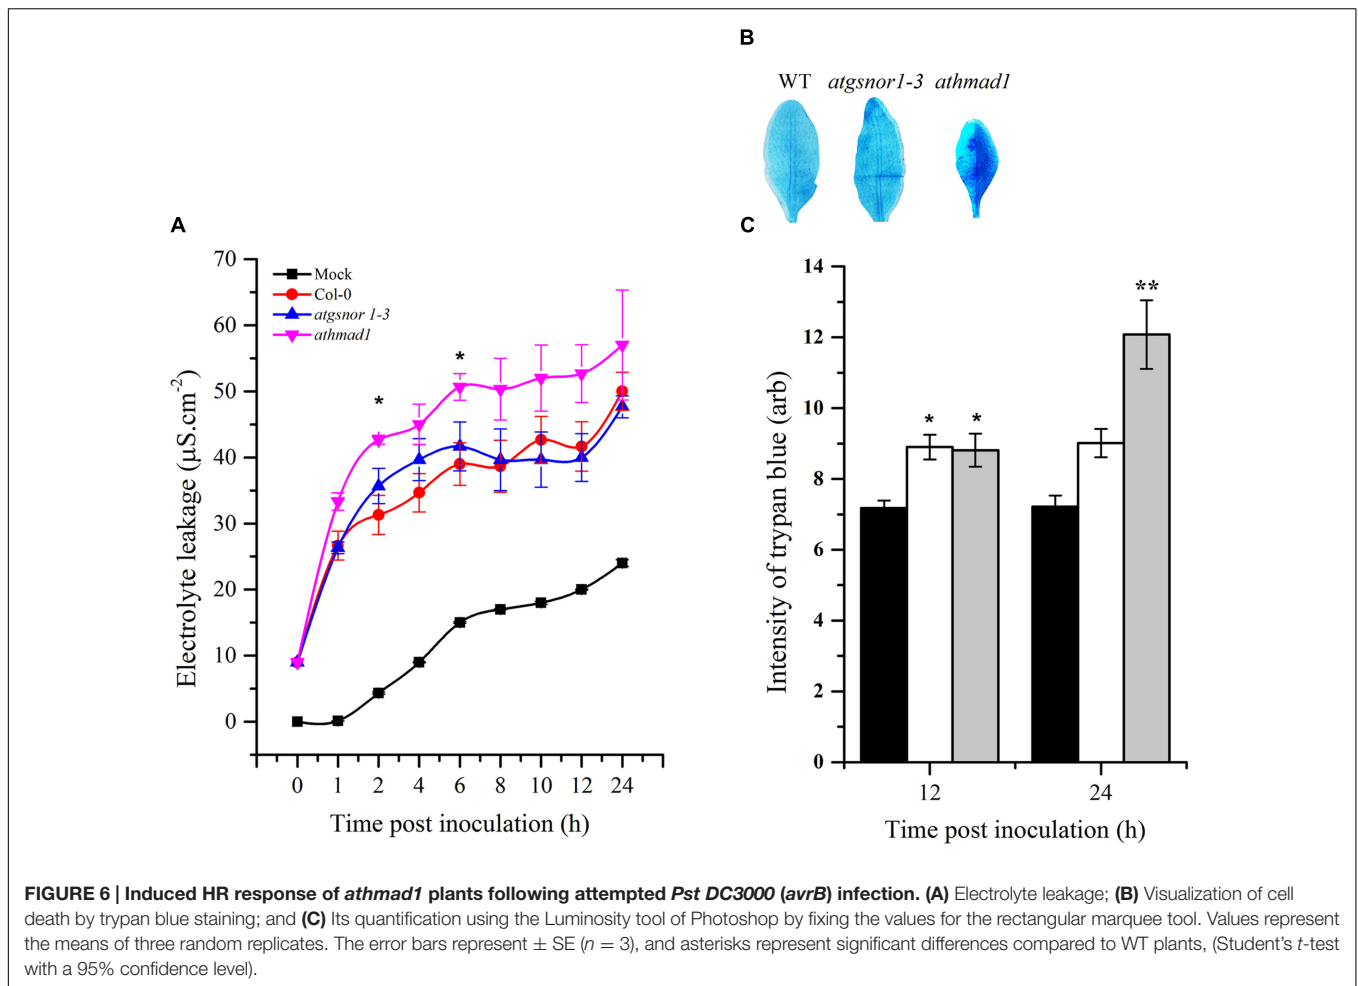 B
WT atgsnor1-3 athmad1
A
C
70
60
50
40
30
20
10
0
Electrolyte leakage (µS.cm-2)
Mock
Col-0
atgsnor 1-3
athmad1
*
*
0 1 2 4 6 8 10 12 24
Time post inoculation (h)
14
12
10
8
6
4
2
0
Intensity of trypan blue (arb)
*
*
**
12 24
Time post inoculation (h)
FIGURE 6 | Induced HR response of athmad1 plants following attempted Pst DC3000 (avrB) infection. (A) Electrolyte leakage; (B) Visualization of cell
death by trypan blue staining; and (C) Its quantification using the Luminosity tool of Photoshop by fixing the values for the rectangular marquee tool. Values represent
the means of three random replicates. The error bars represent ± SE (n = 3), and asterisks represent significant differences compared to WT plants, (Student's t-test
with a 95% confidence level).